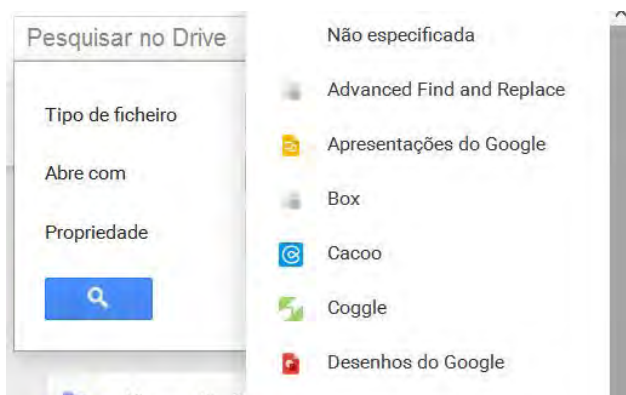 Pesquisar no Drive
Tipo de ficheiro
Abre com
Propriedade
Não especificada
Advanced Find and Replace
Apresentações do Google
Box
Cacoo
Coggle
Desenhos do Google